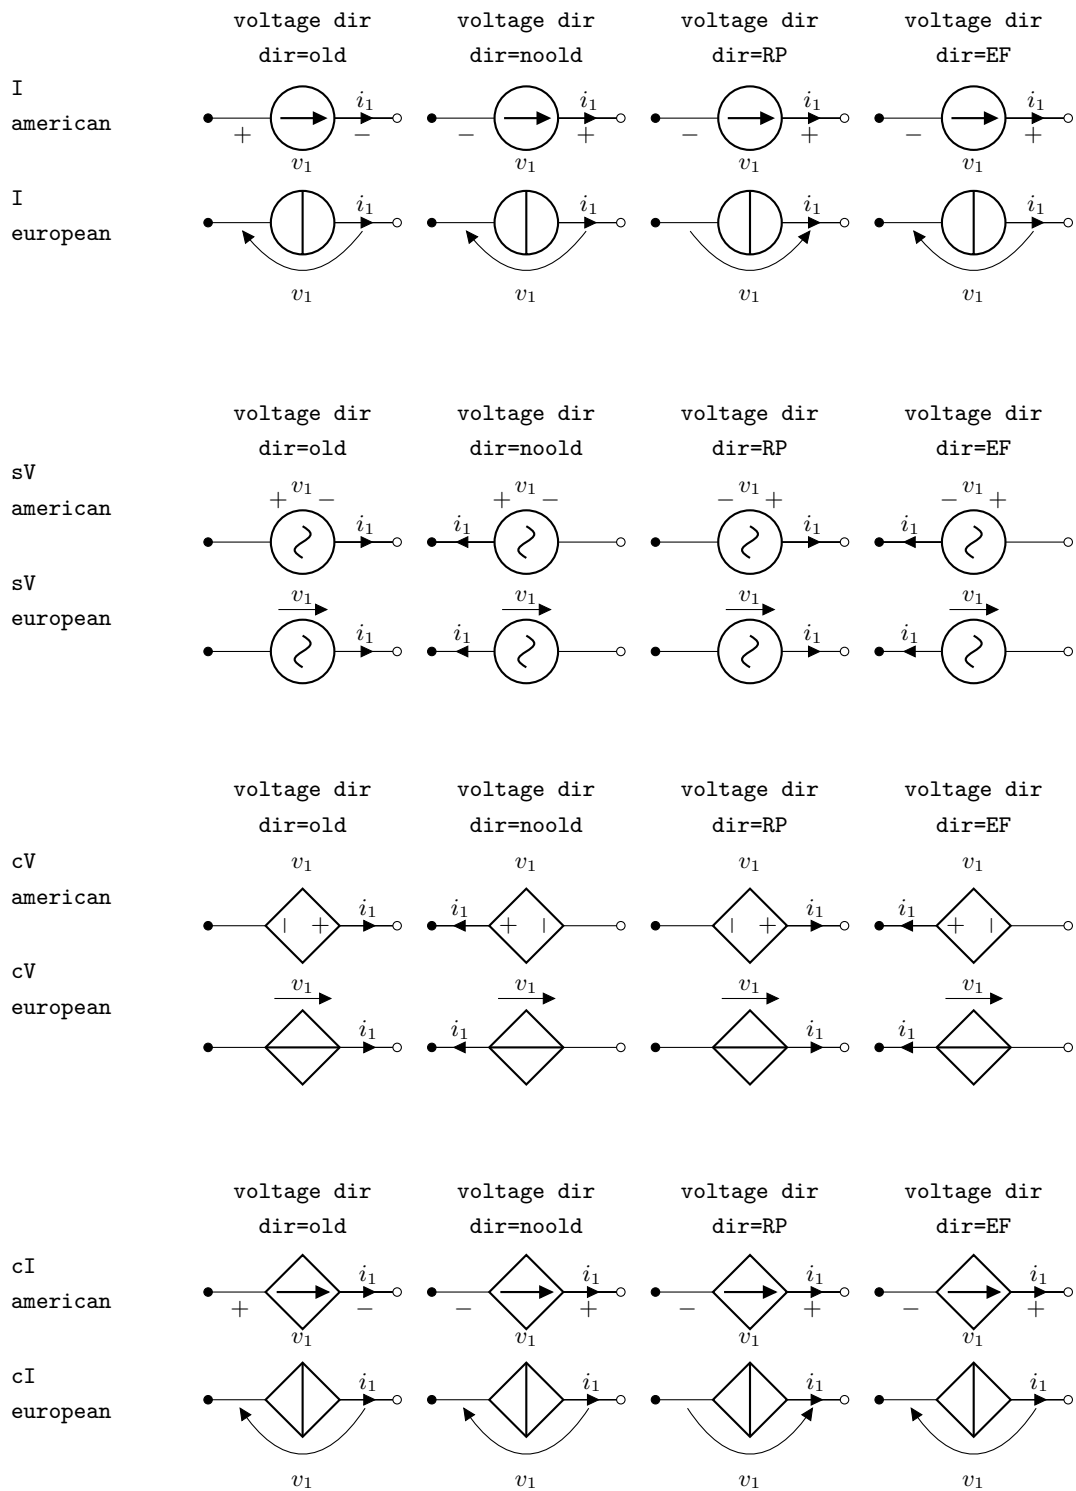 voltage dir voltage dir voltage dir voltage dir
dir=old dir=noold dir=RP dir=EF
I
american
i1 i1 i1 i1
+ − − + − + − +
v1 v1 v1 v1
I
european
i1 i1 i1 i1
v1 v1 v1 v1
voltage dir voltage dir voltage dir voltage dir
dir=old dir=noold dir=RP dir=EF
sV
american
+ v1 − + v1 − − v1 + − v1 +
i1 i1 i1 i1
sV
european
v1 v1 v1 v1
i1 i1 i1 i1
voltage dir voltage dir voltage dir voltage dir
dir=old dir=noold dir=RP dir=EF
cV
american
v1 v1 v1 v1
i1 i1 i1 i1
− + + − − + + −
cV
european
v1 v1 v1 v1
i1 i1 i1 i1
voltage dir voltage dir voltage dir voltage dir
dir=old dir=noold dir=RP dir=EF
cI
american
i1 i1 i1 i1
+ − − + − + − +
v1 v1 v1 v1
cI
european
i1 i1 i1 i1
v1 v1 v1 v1